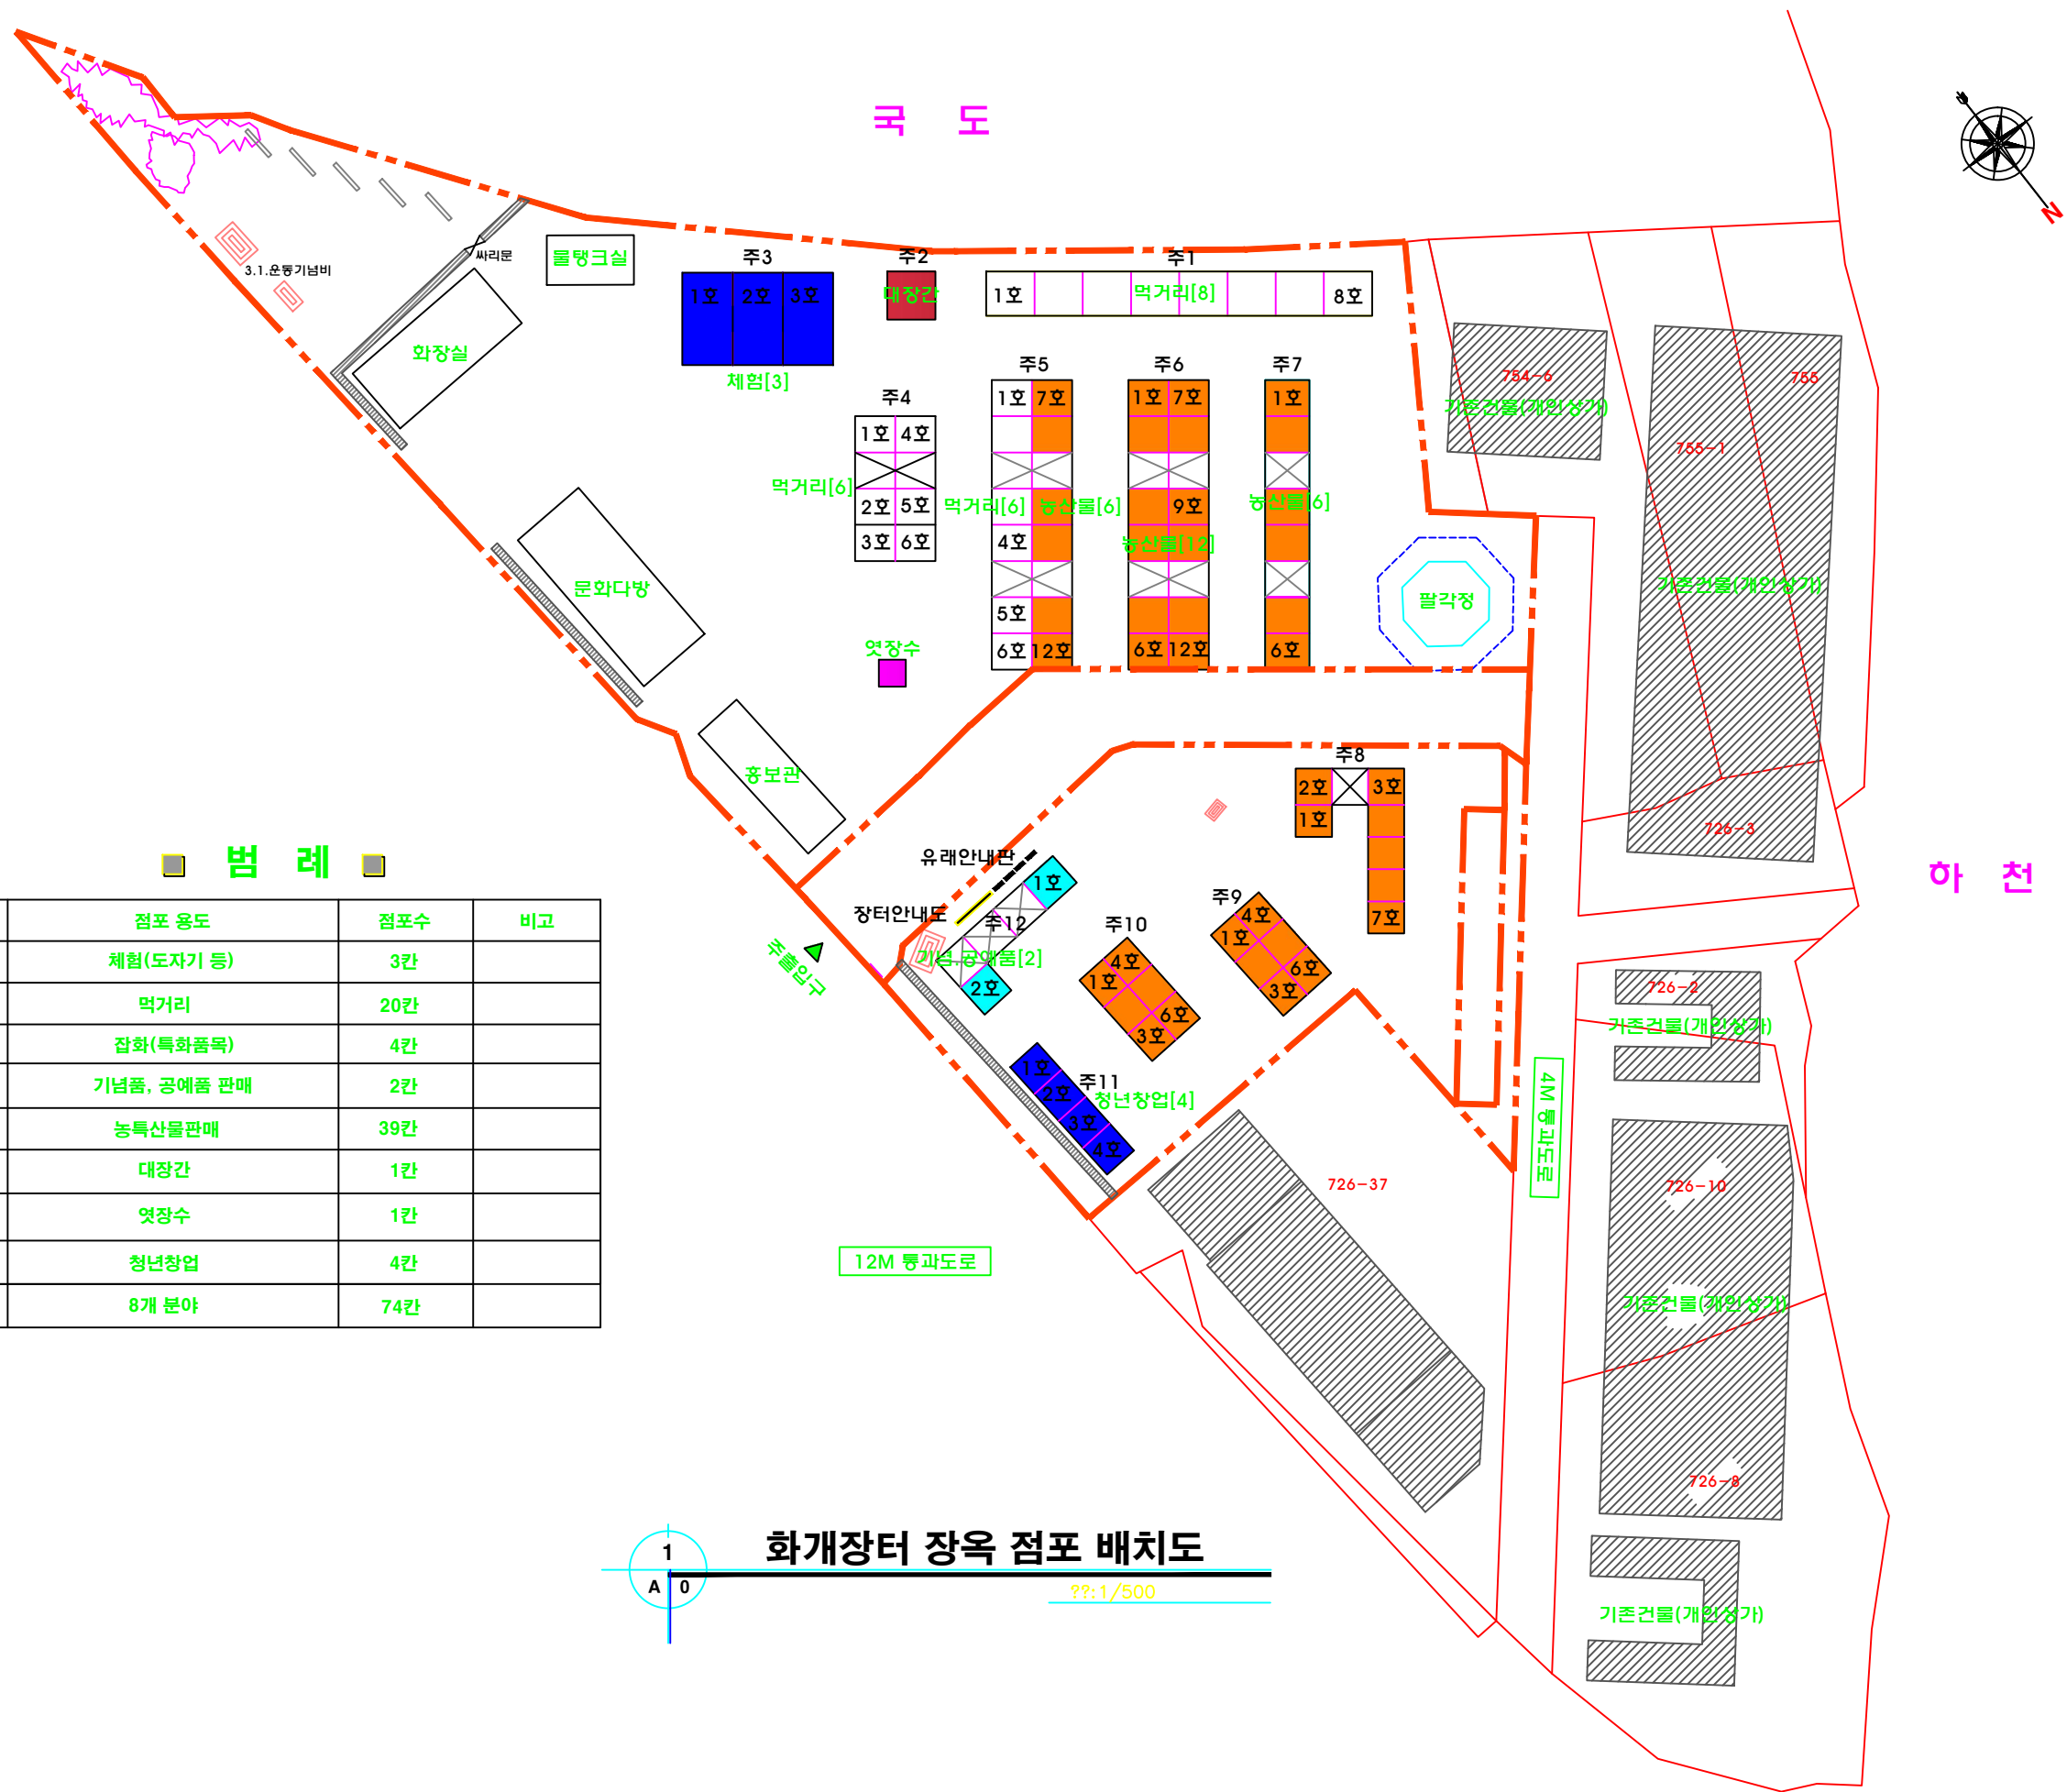 국 도
N
3.1.운동기념비
싸리문
물탱크실
화장실
주3
1호 2호 3호
체험[3]
주2
대장간
주1
1호 먹거리[8] 8호
주4
1호 4호
2호 5호
3호 6호
먹거리[6]
주5
1호 7호
4호
5호
6호 12호
먹거리[6] 농산물[6]
주6
1호 7호
9호
농산물[12]
6호 12호
주7
1호
농산물[6]
6호
754-6
기존건물(개인상가)
755
755-1
기존건물(개인상가)
726-3
팔각정
문화다방
엿장수
홍보관
하 천
주8
2호 3호
1호
7호
유래안내판
장터안내도
주12
1호
기념,공예품[2]
2호
주출입구
주10
4호
1호
6호
3호
주9
4호
1호
6호
3호
주11
1호
2호
3호
4호
청년창업[4]
726-2
기존건물(개인상가)
4M 통과도로
726-37
726-10
기존건물(개인상가)
726-8
기존건물(개인상가)
12M 통과도로
범 례
점포 용도 점포수 비고
체험(도자기 등) 3칸
먹거리 20칸
잡화(특화품목) 4칸
기념품, 공예품 판매 2칸
농특산물판매 39칸
대장간 1칸
엿장수 1칸
청년창업 4칸
8개 분야 74칸
1
A 0
화개장터 장옥 점포 배치도
??:1/500